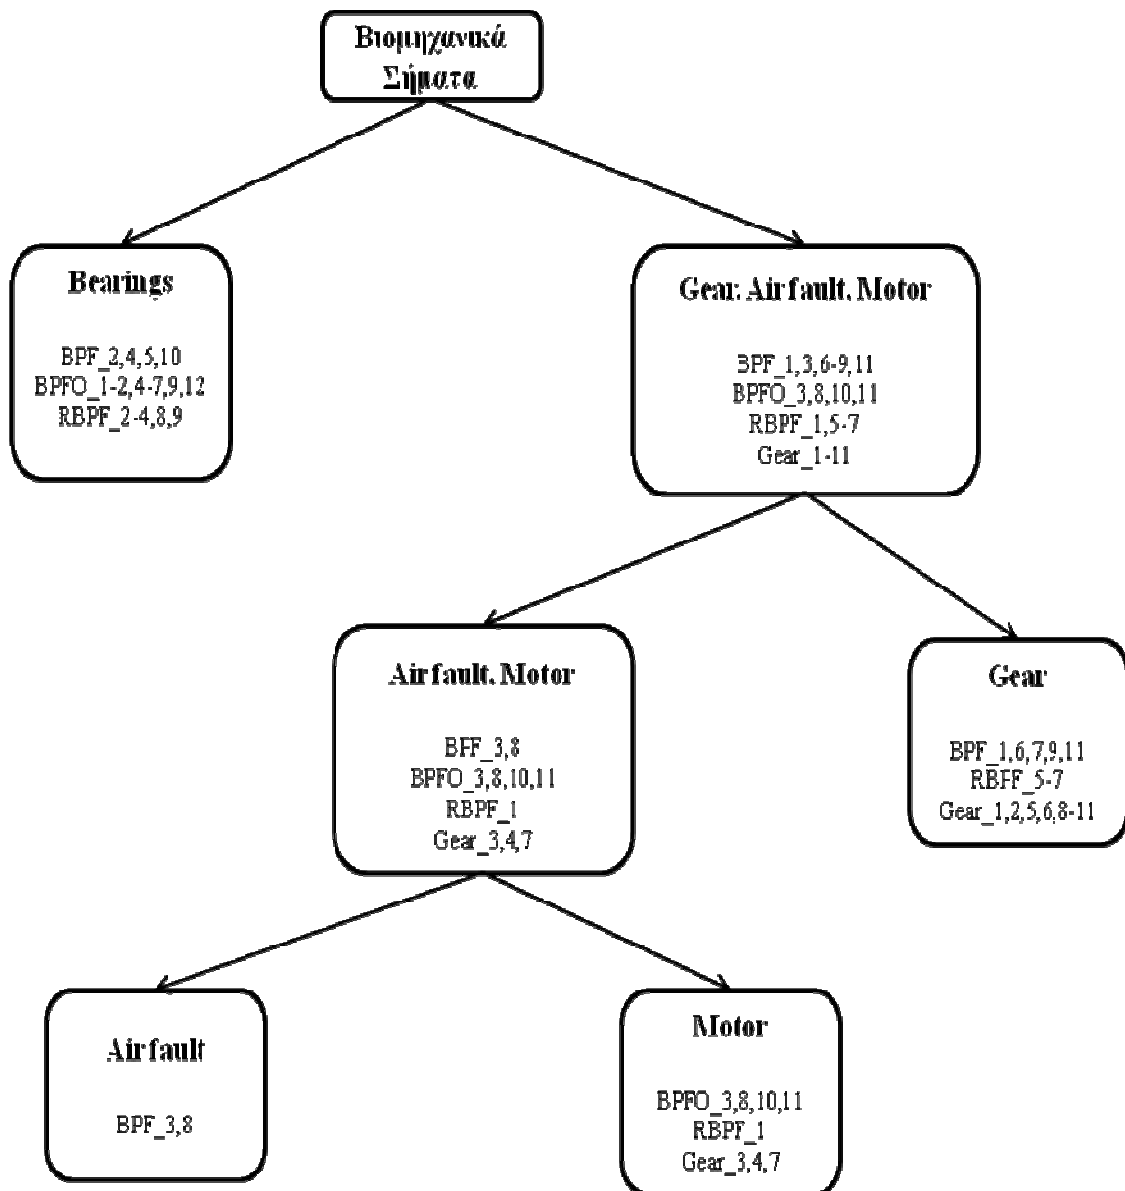 Βιομηχανικά
Σήματα
Bearings
BPF_2,4,5,10
BPFO_1-2,4-7,9,12
RBPF_2-4,8,9
Gear, Air fault, Motor
BPF_1,3,6-9,11
BPFO_3,8,10,11
RBPF_1,5-7
Gear_1-11
Air fault, Motor
BFF_3,8
BPFO_3,8,10,11
RBPF_1
Gear_3,4,7
Gear
BPF_1,6,7,9,11
RBFF_5-7
Gear_1,2,5,6,8-11
Air fault
BPF_3,8
Motor
BPFO_3,8,10,11
RBPF_1
Gear_3,4,7